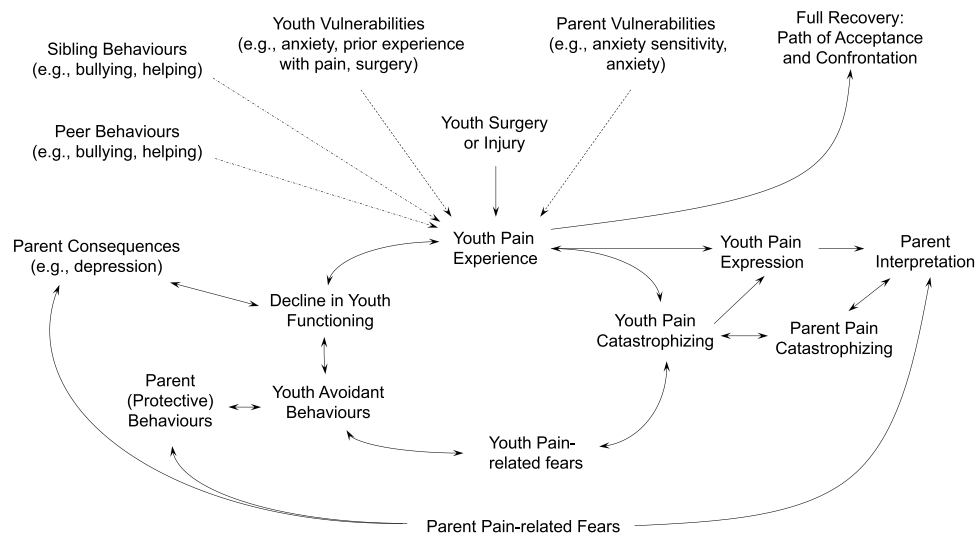 Youth Vulnerabilities
(e.g., anxiety, prior experience
with pain, surgery)
Parent Vulnerabilities
(e.g., anxiety sensitivity,
anxiety)
Full Recovery:
Path of Acceptance
and Confrontation
Sibling Behaviours
(e.g., bullying, helping)
Peer Behaviours
(e.g., bullying, helping)
Youth Surgery
or Injury
Parent Consequences
(e.g., depression)
Youth Pain
Experience
Youth Pain
Expression
Parent
Interpretation
Decline in Youth
Functioning
Youth Pain
Catastrophizing
Parent Pain
Catastrophizing
Parent
(Protective)
Behaviours
Youth Avoidant
Behaviours
Youth Pain-
related fears
Parent Pain-related Fears